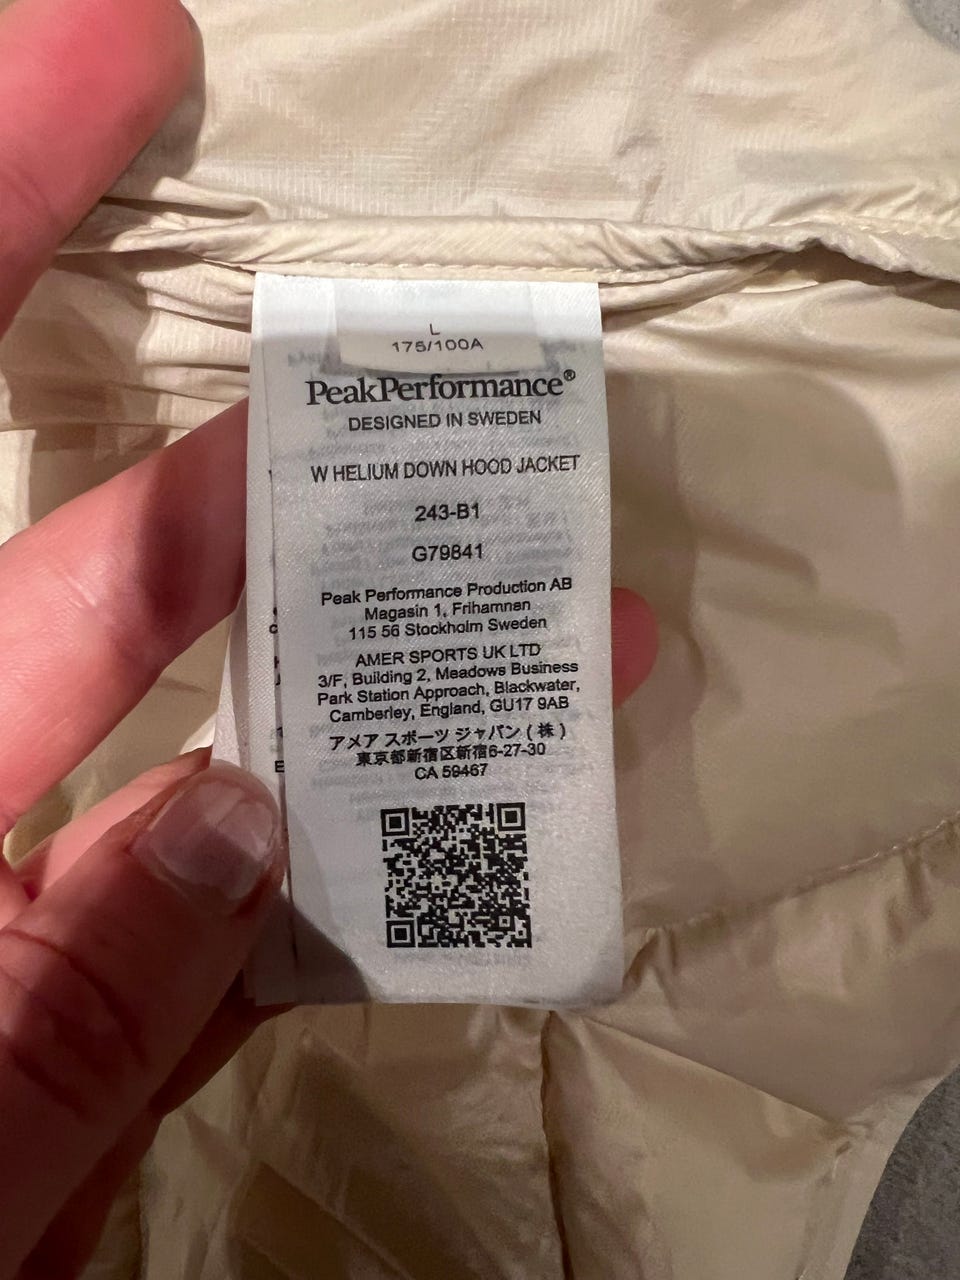 L
175/100A
PeakPerformance®
DESIGNED IN SWEDEN
W HELIUM DOWN HOOD JACKET
243-B1
G79841
Peak Performance Production AB
Magasin 1, Frihamnen
115 56 Stockholm Sweden
AMER SPORTS UK LTD
3/F, Building 2, Meadows Business
Park Station Approach, Blackwater,
Camberley, England, GU17 9AB
アメア スポーツ ジャパン ( 株 )
東京都新宿区新宿6-27-30
CA 59467